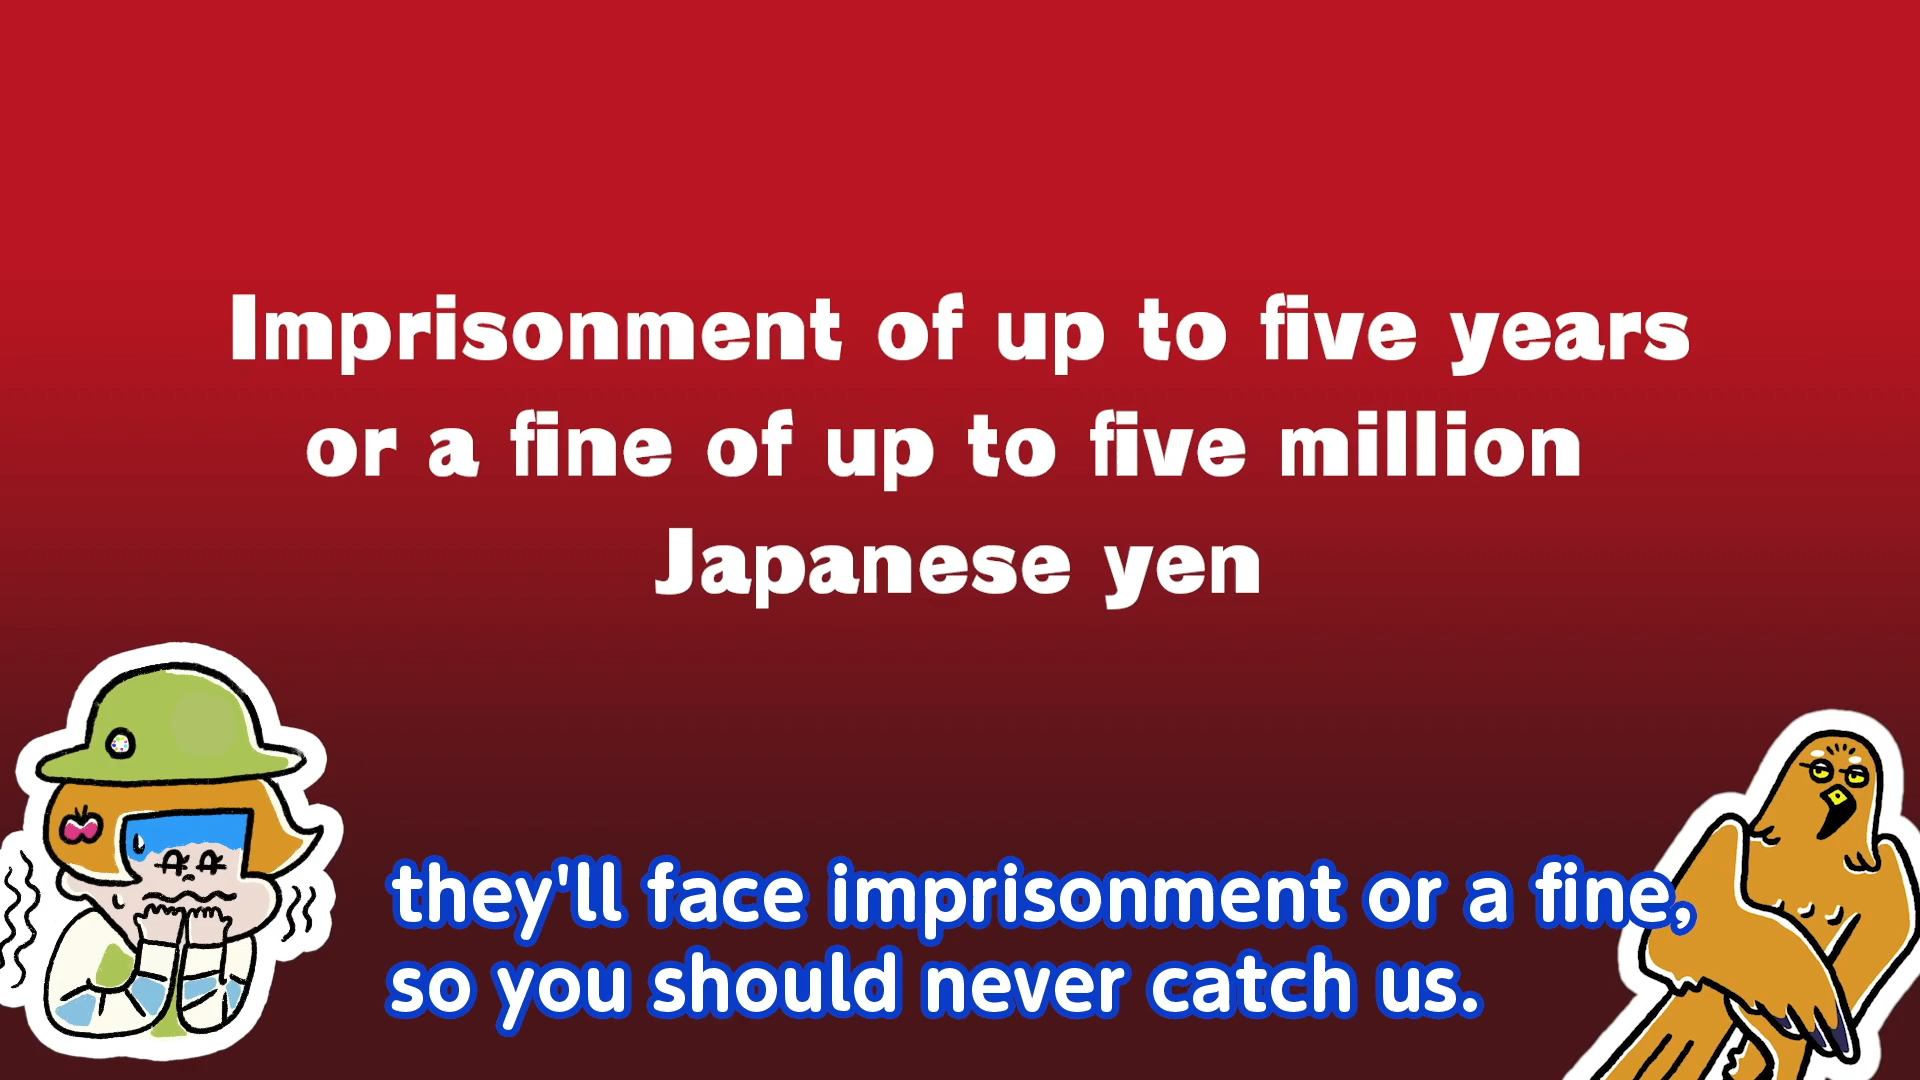 Imprisonment of up to five years
or a fine of up to five million
Japanese yen
they'll face imprisonment or a fine,
so you should never catch us.